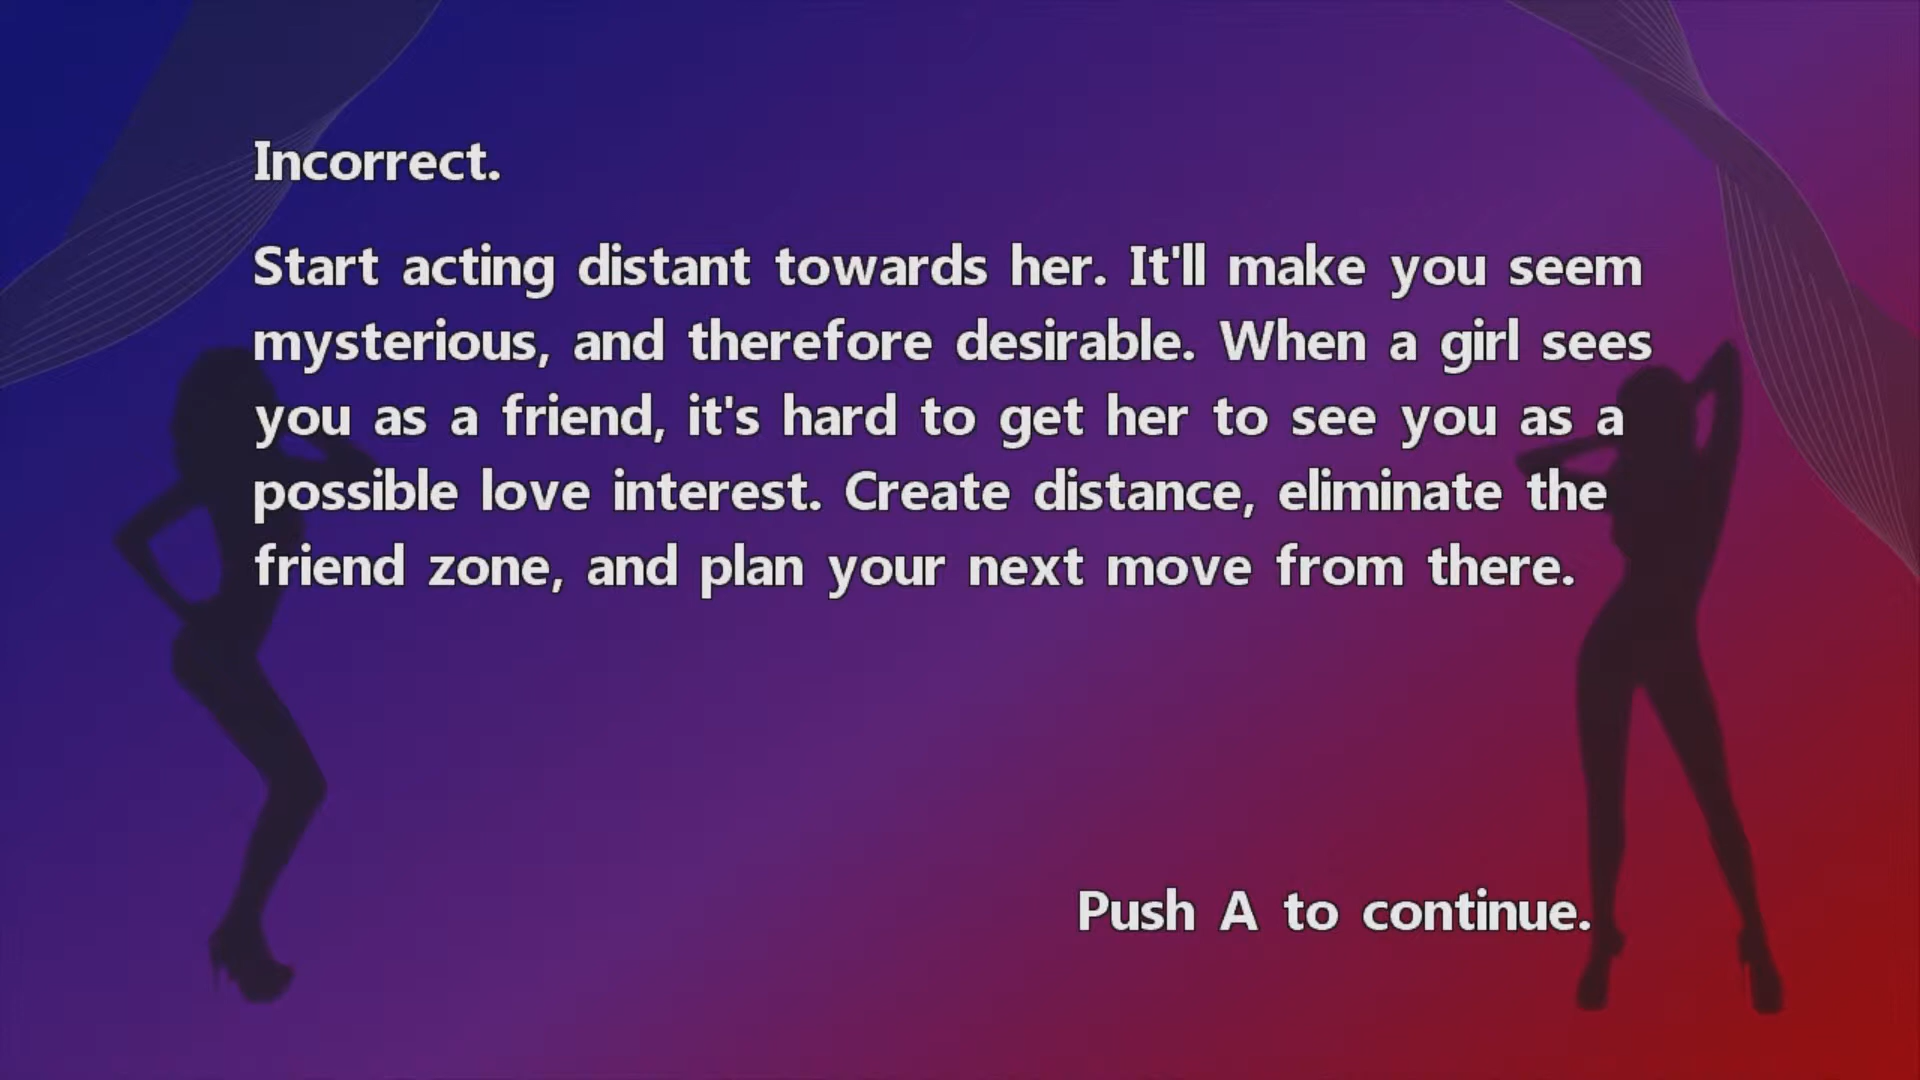 Incorrect.
Start acting distant towards her. It'll make you seem
mysterious, and therefore desirable. When a girl sees
you as a friend, it's hard to get her to see you as a
possible love interest. Create distance, eliminate the
friend zone, and plan your next move from there.
Push A to continue.